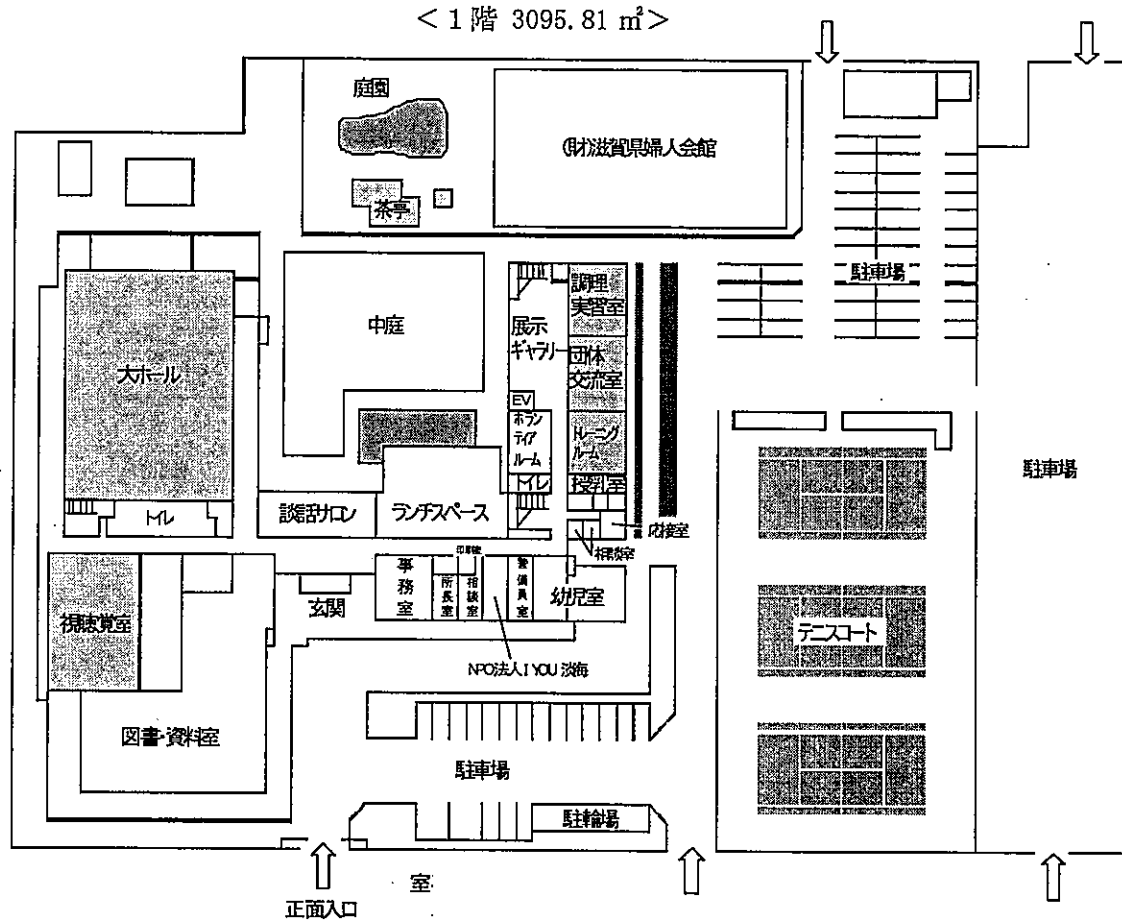 ＜１階 3095.81 ㎡＞
庭園
(財)滋賀県婦人会館
茶亭
駐車場
調理
実習室
中庭
展示
ギャラリー
団体
交流室
大ホール
EV
ボラン
ティア
ルーム
トレーニング
ルーム
駐車場
トイレ
授乳室
トイレ
談話サロン
ランチスペース
応接室
相談室
事務室
所長室
相談室
警備員室
幼児室
玄関
視聴覚室
テニスコート
NPO法人I YOU 淡海
図書・資料室
駐車場
駐輪場
室
正面入口